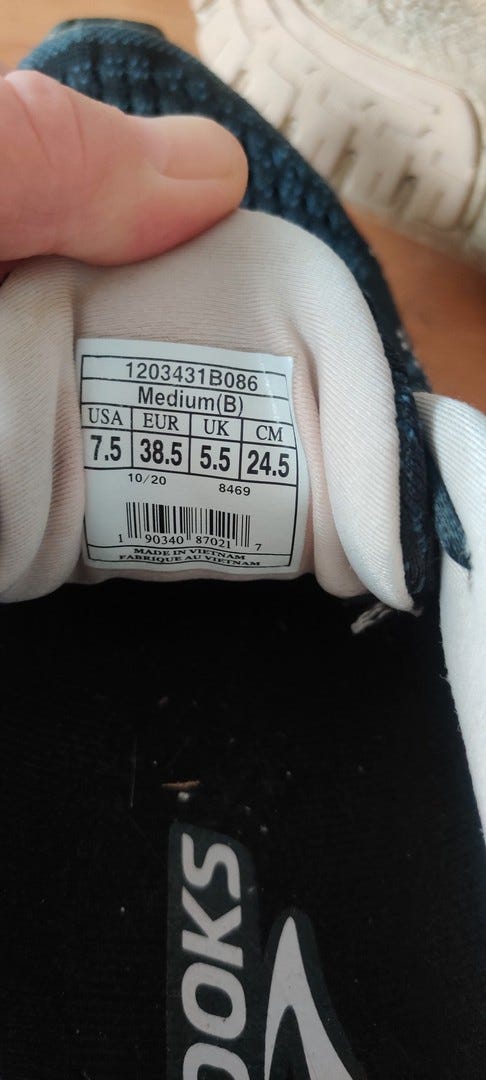 1203431B086
Medium(B)
USA EUR UK CM
7.5 38.5 5.5 24.5
10/20 8469
1 90340 87021 7
MADE IN VIETNAM
FABRIQUE AU VIETNAM
OOKS